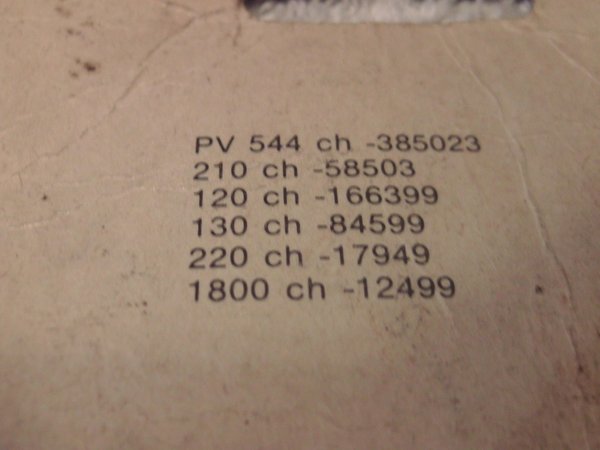 PV 544 ch -385023
210 ch -58503
120 ch -166399
130 ch -84599
220 ch -17949
1800 ch -12499